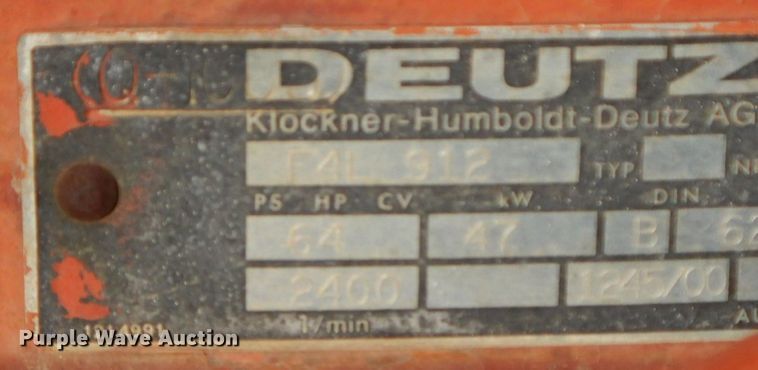 DEUTZ
Klockner-Humboldt-Deutz AG
F4L 912 TYP
PS HP CV kW DIN
64 47 B 62
2400 1245/00
1/min
Purple Wave Auction